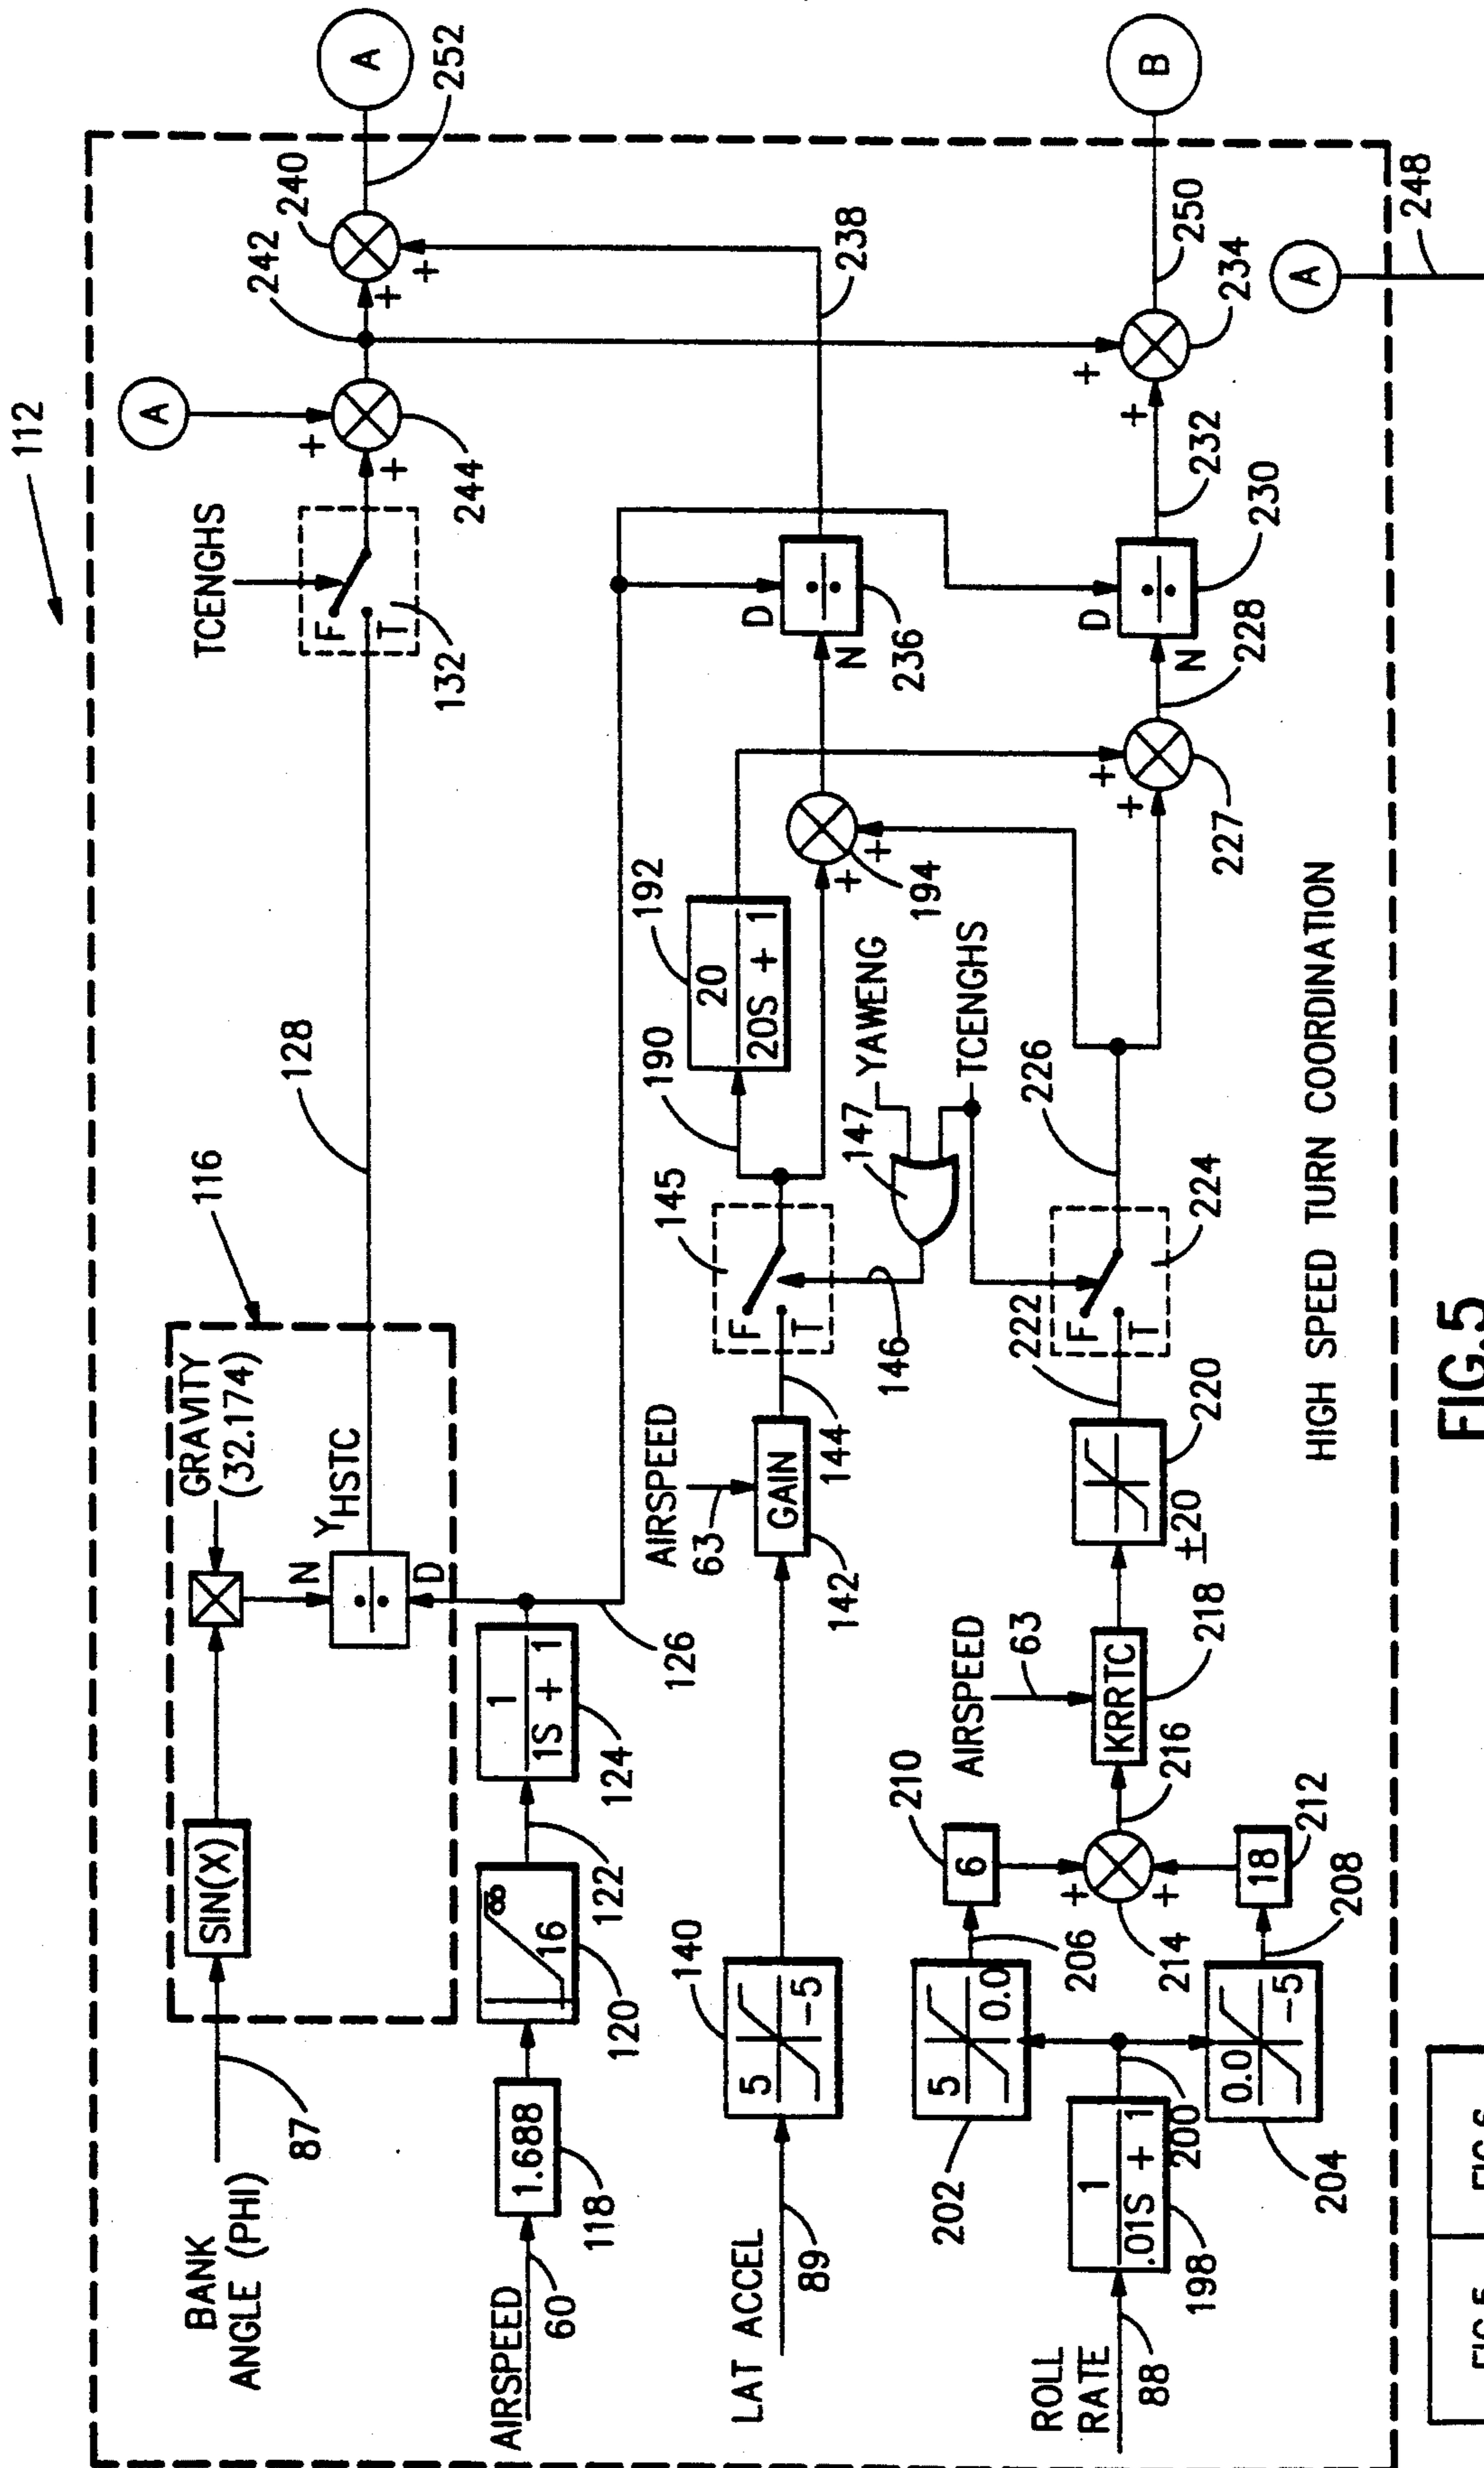 112
A
252
240
242
A
+
+
+
+
244
TCENGHS
F
T
132
128
116
GRAVITY
(32.174)
YHSTC
N
÷
D
SIN(X)
BANK
ANGLE (PHI)
87
AIRSPEED
60
1.688
118
16
120
122
1
1S + 1
124
126
238
D
÷
N
236
LAT ACCEL
89
5
-5
140
AIRSPEED
63
GAIN
142
144
F
T
145
146
147
YAWENG
TCENGHS
190
20
20S + 1
192
194
+
+
ROLL
RATE
88
1
.01S + 1
198
200
5
0.0
202
0.0
-5
204
206
208
6
210
18
212
+
+
214
216
AIRSPEED
63
KRRTC
218
±20
220
222
F
T
224
226
+
+
227
228
D
÷
N
230
232
+
+
234
250
B
A
248
HIGH SPEED TURN COORDINATION
FIG.5
FIG.5
FIG.6